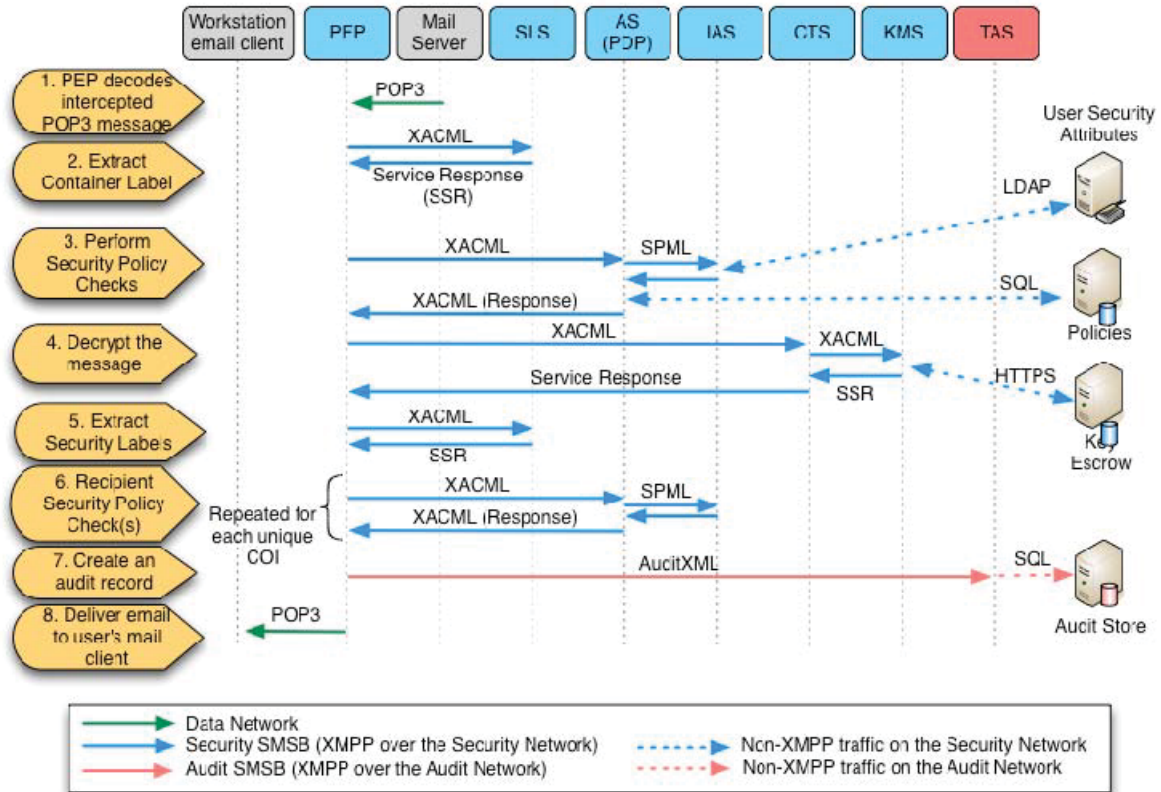 Workstation
email client
PEP
Mail
Server
SLS
AS
(PDP)
IAS
CTS
KMS
TAS
1. PEP decodes
intercepted
POP3 message
POP3
User Security
Attributes
XACML
2. Extract
Container Label
Service Response
(SSR)
LDAP
3. Perform
Security Policy
Checks
XACML
SPML
SQL
XACML (Response)
Policies
4. Decrypt the
message
XACML
XACML
Service Response
SSR
HTTPS
Key
Escrow
5. Extract
Security Labels
XACML
SSR
6. Recipient
Security Policy
Check(s)
Repeated for
each unique
COI
XACML
SPML
XACML (Response)
7. Create an
audit record
AuditXML
SQL
Audit Store
8. Deliver email
to user's mail
client
POP3
Data Network
Security SMSB (XMPP over the Security Network)
Audit SMSB (XMPP over the Audit Network)
Non-XMPP traffic on the Security Network
Non-XMPP traffic on the Audit Network